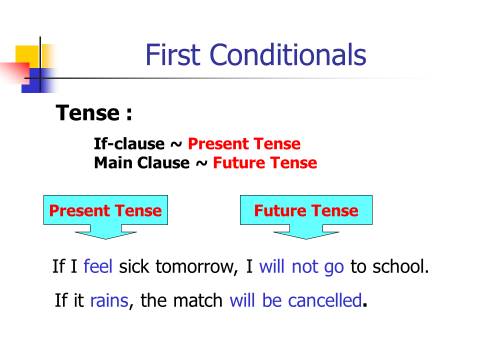 First Conditionals
Tense :
If-clause ~ Present Tense
Main Clause ~ Future Tense
Present Tense
Future Tense
If I feel sick tomorrow, I will not go to school.
If it rains, the match will be cancelled.